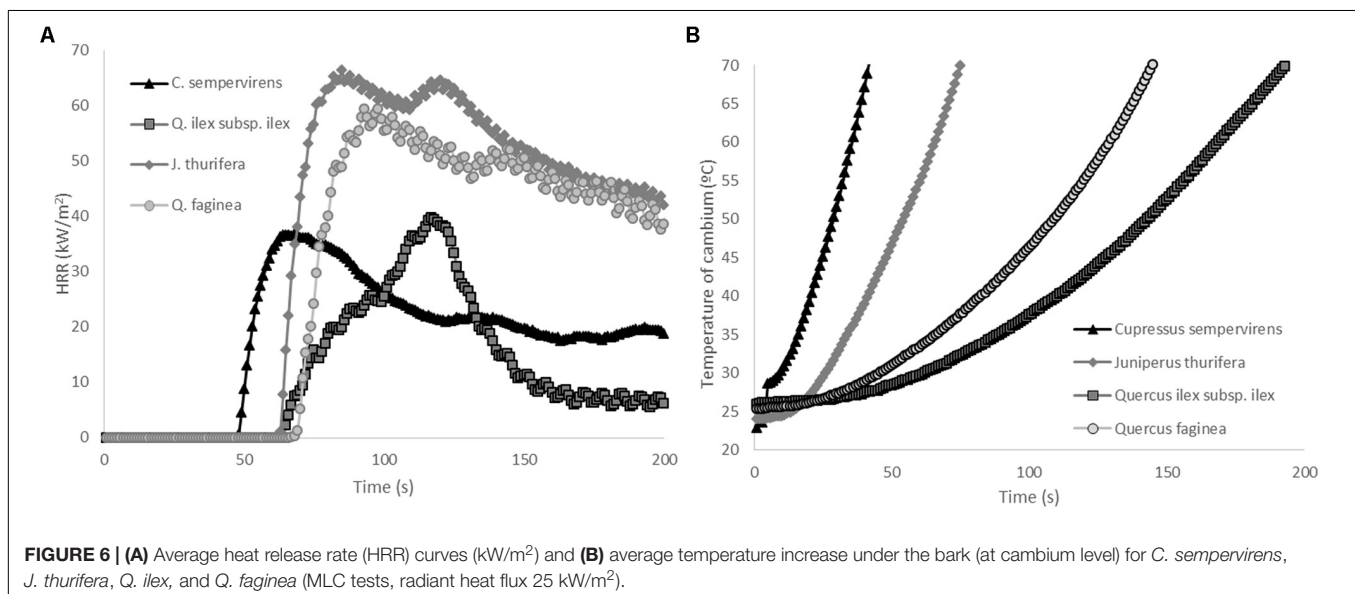 A
70
60
50
40
30
20
10
0
HRR (kW/m²)
C. sempervirens
Q. ilex subsp. ilex
J. thurifera
Q. faginea
0 50 100 150 200
Time (s)
B
70
65
60
55
50
45
40
35
30
25
20
Temperature of cambium (ºC)
Cupressus sempervirens
Juniperus thurifera
Quercus ilex subsp. ilex
Quercus faginea
0 50 100 150 200
Time (s)
FIGURE 6 | (A) Average heat release rate (HRR) curves (kW/m²) and (B) average temperature increase under the bark (at cambium level) for C. sempervirens,
J. thurifera, Q. ilex, and Q. faginea (MLC tests, radiant heat flux 25 kW/m²).